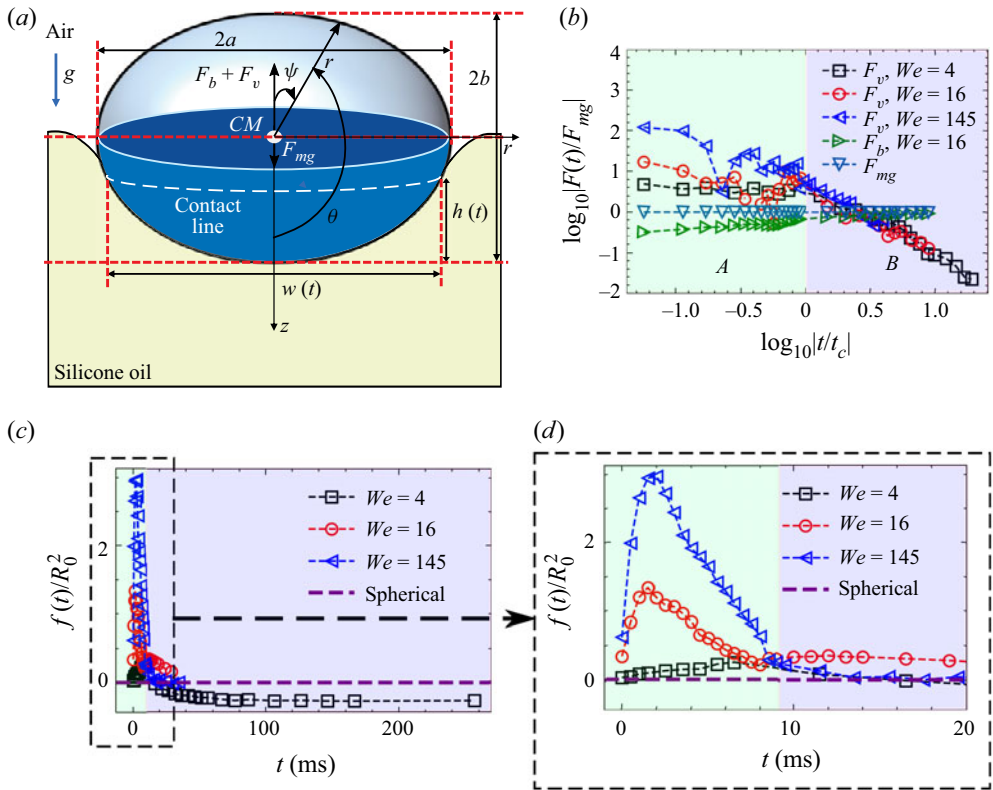 (a)
Air
g
2a
2b
F_b + F_v
ψ
r
CM
F_mg
r
Contact
line
θ
h (t)
w (t)
z
Silicone oil
(b)
log10|F(t)/F_mg|
4
3
2
1
0
−1
−2
F_v, We = 4
F_v, We = 16
F_v, We = 145
F_b, We = 16
F_mg
A
B
−1.0
−0.5
0
0.5
1.0
log10|t/t_c|
(c)
f (t)/R_0^2
2
0
We = 4
We = 16
We = 145
Spherical
0
100
200
t (ms)
(d)
f (t)/R_0^2
2
0
We = 4
We = 16
We = 145
Spherical
0
10
20
t (ms)